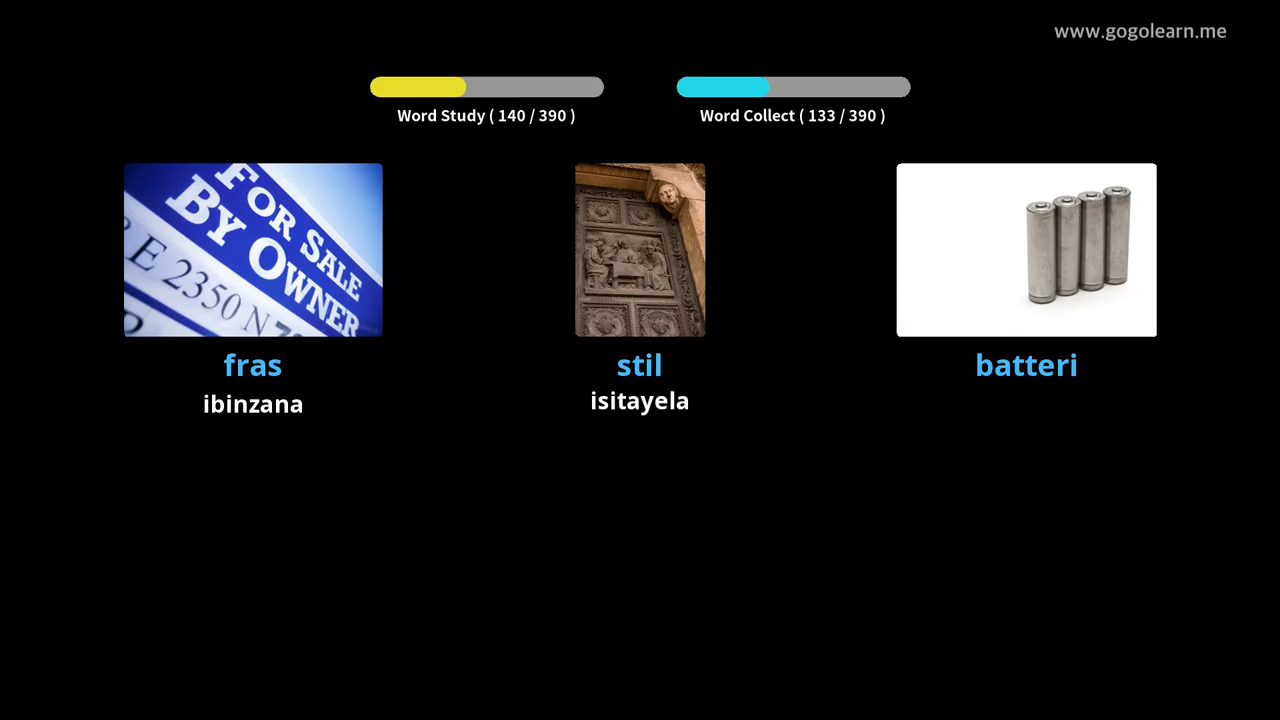 www.gogolearn.me
Word Study ( 140 / 390 )
Word Collect ( 133 / 390 )
FOR SALE
BY OWNER
E 2350 N
fras
stil
batteri
ibinzana
isitayela